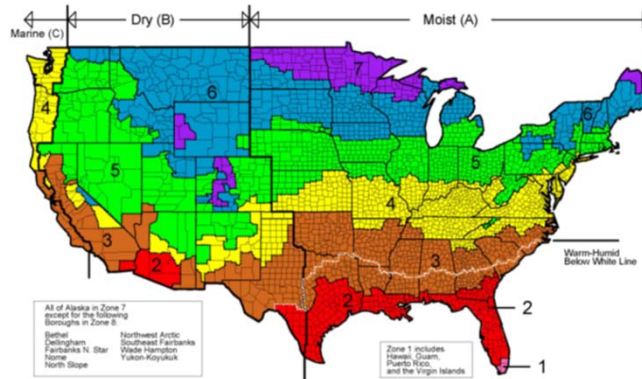 Marine (C)
Dry (B)
Moist (A)
7
6
6
4
5
5
4
3
3
2
2
Warm-Humid
Below White Line
2
1
All of Alaska in Zone 7
except for the following
Boroughs in Zone 8:
Bethel
Dellingham
Fairbanks N. Star
Nome
North Slope
Northwest Arctic
Southeast Fairbanks
Wade Hampton
Yukon-Koyukuk
Zone 1 includes
Hawaii, Guam,
Puerto Rico,
and the Virgin Islands